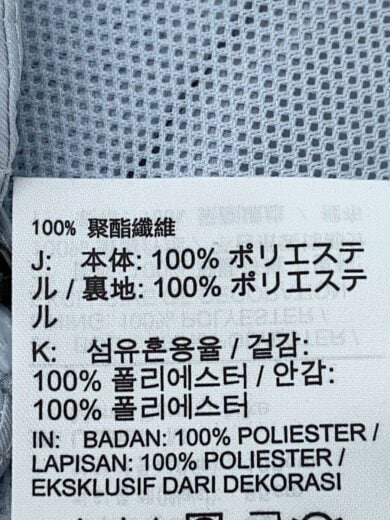 100% 聚酯纖維
J: 本体: 100% ポリエステ
ル / 裏地: 100% ポリエステ
ル
K: 섬유혼용율 / 겉감:
100% 폴리에스터 / 안감:
100% 폴리에스터
IN: BADAN: 100% POLIESTER /
LAPISAN: 100% POLIESTER /
EKSKLUSIF DARI DEKORASI